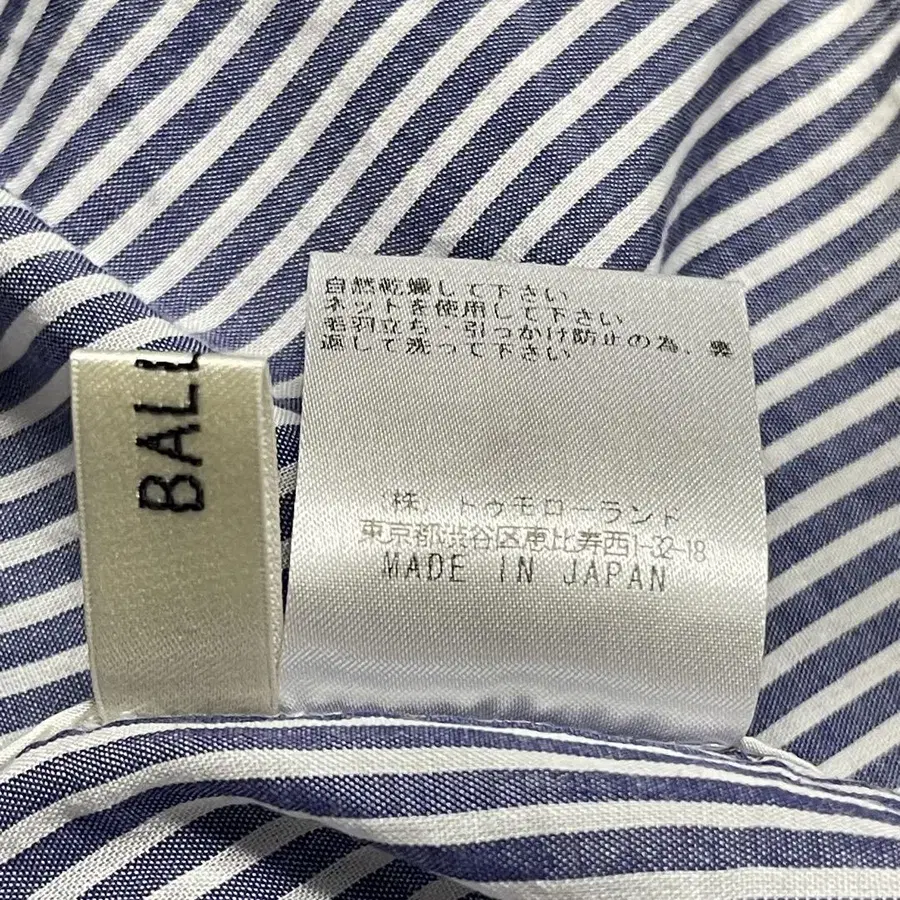 BALL
自然乾燥して下さい
ネットを使用して下さい
毛羽立ち・引っかけ防止の為、裏
返して洗って下さい
(株) トゥモローランド
東京都渋谷区恵比寿西1-32-18
MADE IN JAPAN